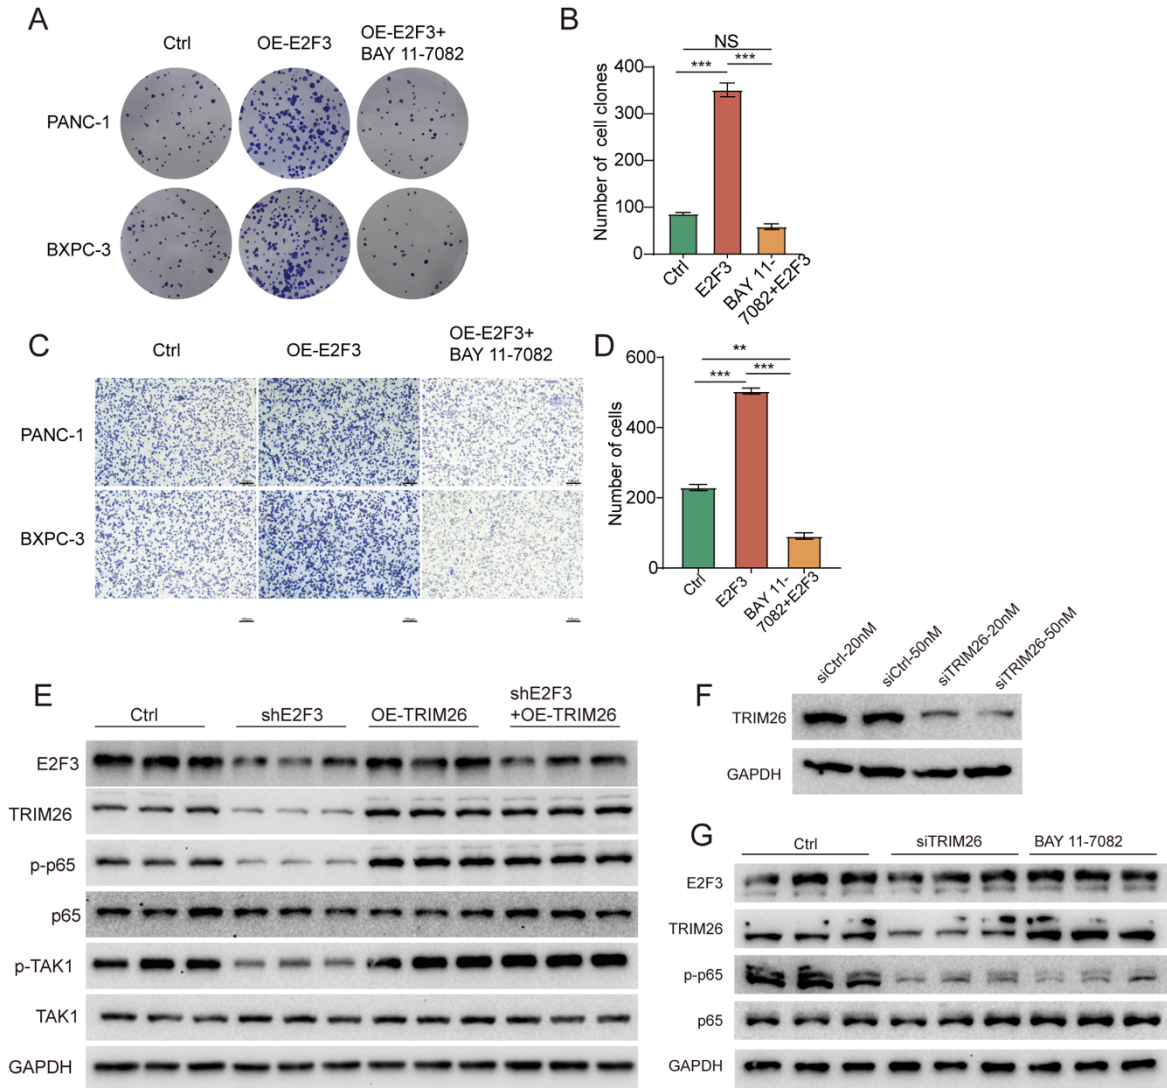 A
Ctrl
OE-E2F3
OE-E2F3+
BAY 11-7082
PANC-1
BXPC-3
B
NS
***
***
Number of cell clones
400
300
200
100
0
Ctrl
E2F3
BAY 11-
7082+E2F3
C
Ctrl
OE-E2F3
OE-E2F3+
BAY 11-7082
PANC-1
BXPC-3
D
**
***
***
Number of cells
600
400
200
0
Ctrl
E2F3
BAY 11-
7082+E2F3
E
Ctrl
shE2F3
OE-TRIM26
shE2F3
+OE-TRIM26
E2F3
TRIM26
p-p65
p65
p-TAK1
TAK1
GAPDH
F
siCtrl-20nM
siCtrl-50nM
siTRIM26-20nM
siTRIM26-50nM
TRIM26
GAPDH
G
Ctrl
siTRIM26
BAY 11-7082
E2F3
TRIM26
p-p65
p65
GAPDH